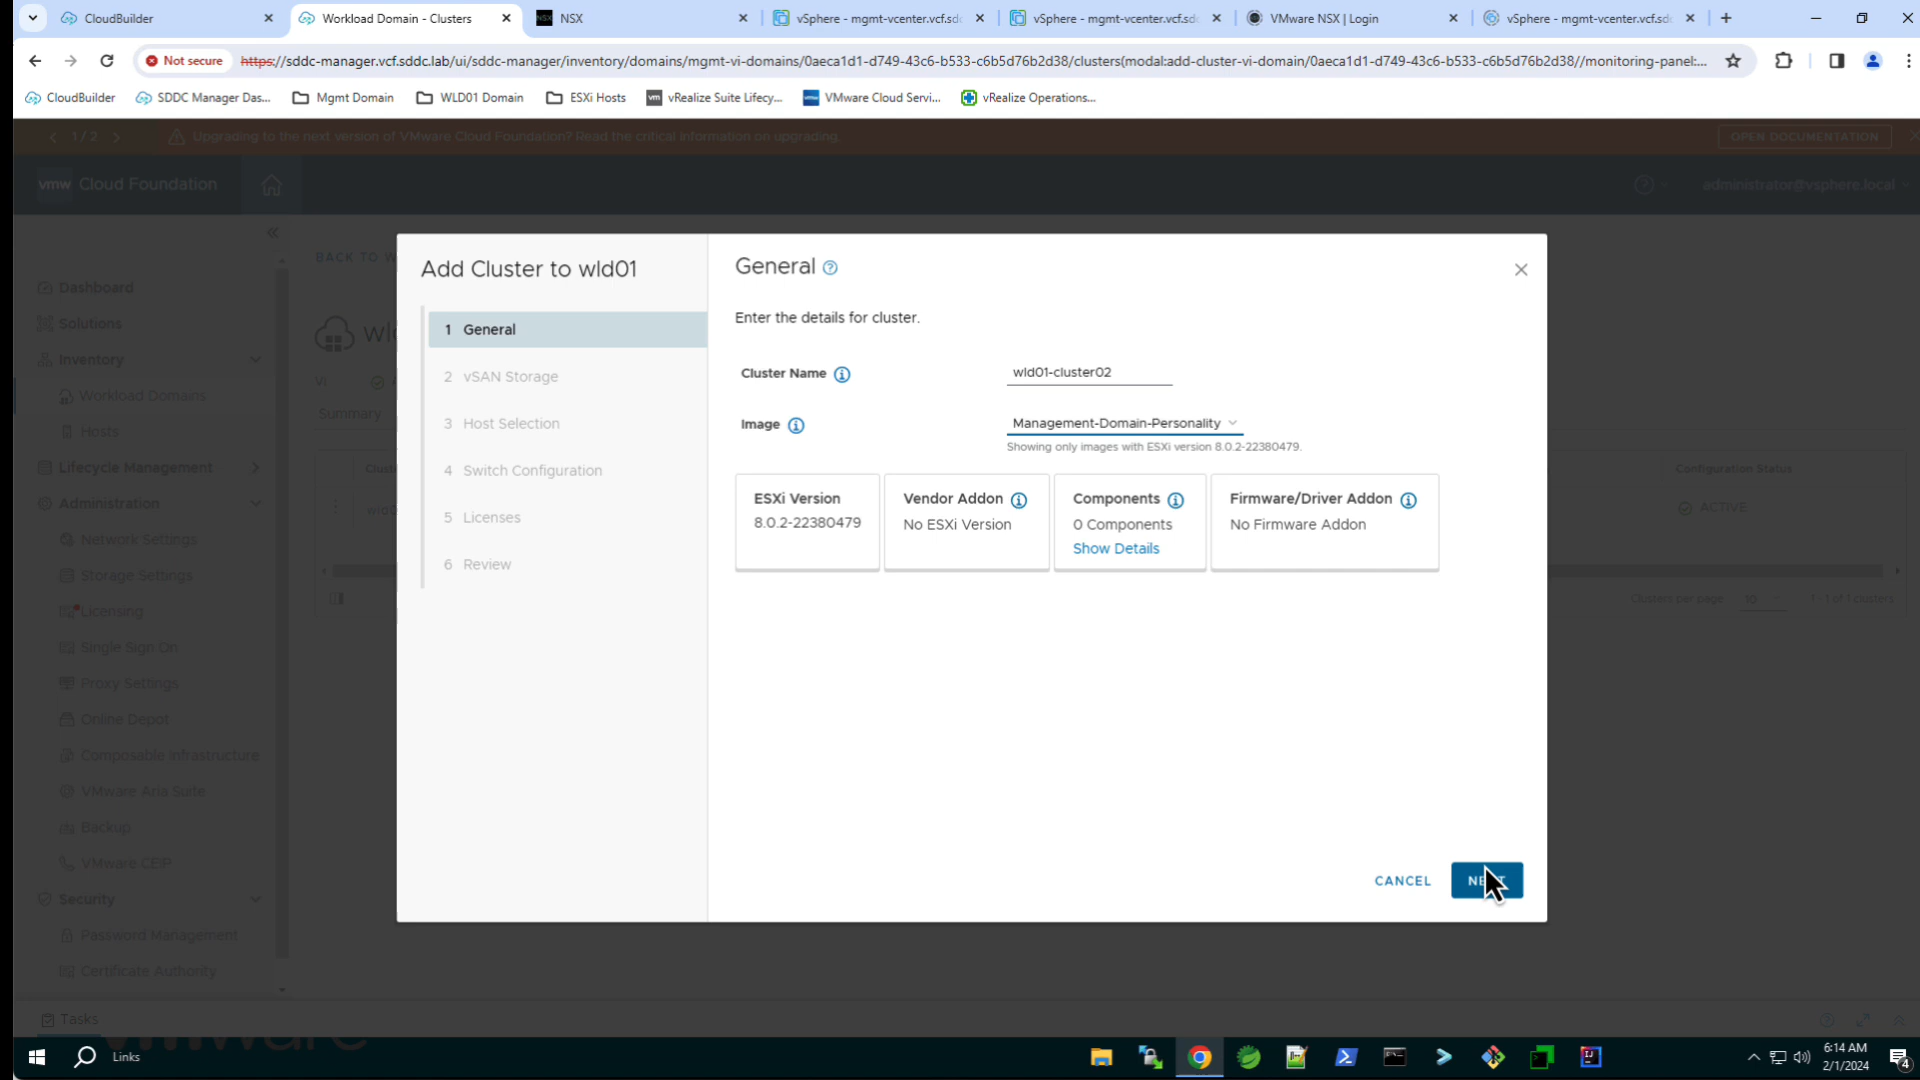 CloudBuilder
Workload Domain - Clusters
NSX
vSphere - mgmt-vcenter.vcf.sdc
vSphere - mgmt-vcenter.vcf.sdc
VMware NSX | Login
vSphere - mgmt-vcenter.vcf.sdc
Not secure
https://sddc-manager.vcf.sddc.lab/ui/sddc-manager/inventory/domains/mgmt-vi-domains/0aeca1d1-d749-43c6-b533-c6b5d76b2d38/clusters(modal:add-cluster-vi-domain/0aeca1d1-d749-43c6-b533-c6b5d76b2d38//monitoring-panel:...
CloudBuilder
SDDC Manager Das...
Mgmt Domain
WLD01 Domain
ESXi Hosts
vRealize Suite Lifecy...
VMware Cloud Servi...
vRealize Operations...
1 / 2
Upgrading to the next version of VMware Cloud Foundation? Read the critical information on upgrading.
OPEN DOCUMENTATION
vmw Cloud Foundation
administrator@vsphere.local
BACK TO W
Dashboard
Solutions
Inventory
Workload Domains
Hosts
Lifecycle Management
Administration
Network Settings
Storage Settings
Licensing
Single Sign On
Proxy Settings
Online Depot
Composable Infrastructure
VMware Aria Suite
Backup
VMware CEIP
Security
Password Management
Certificate Authority
wl
VI
Summary
Clust
wld0
Configuration Status
ACTIVE
Clusters per page 10
1 - 1 of 1 clusters
Add Cluster to wld01
1 General
2 vSAN Storage
3 Host Selection
4 Switch Configuration
5 Licenses
6 Review
General
Enter the details for cluster.
Cluster Name
wld01-cluster02
Image
Management-Domain-Personality
Showing only images with ESXi version 8.0.2-22380479.
ESXi Version
8.0.2-22380479
Vendor Addon
No ESXi Version
Components
0 Components
Show Details
Firmware/Driver Addon
No Firmware Addon
CANCEL
NEXT
Tasks
vmware
Links
6:14 AM
2/1/2024
4